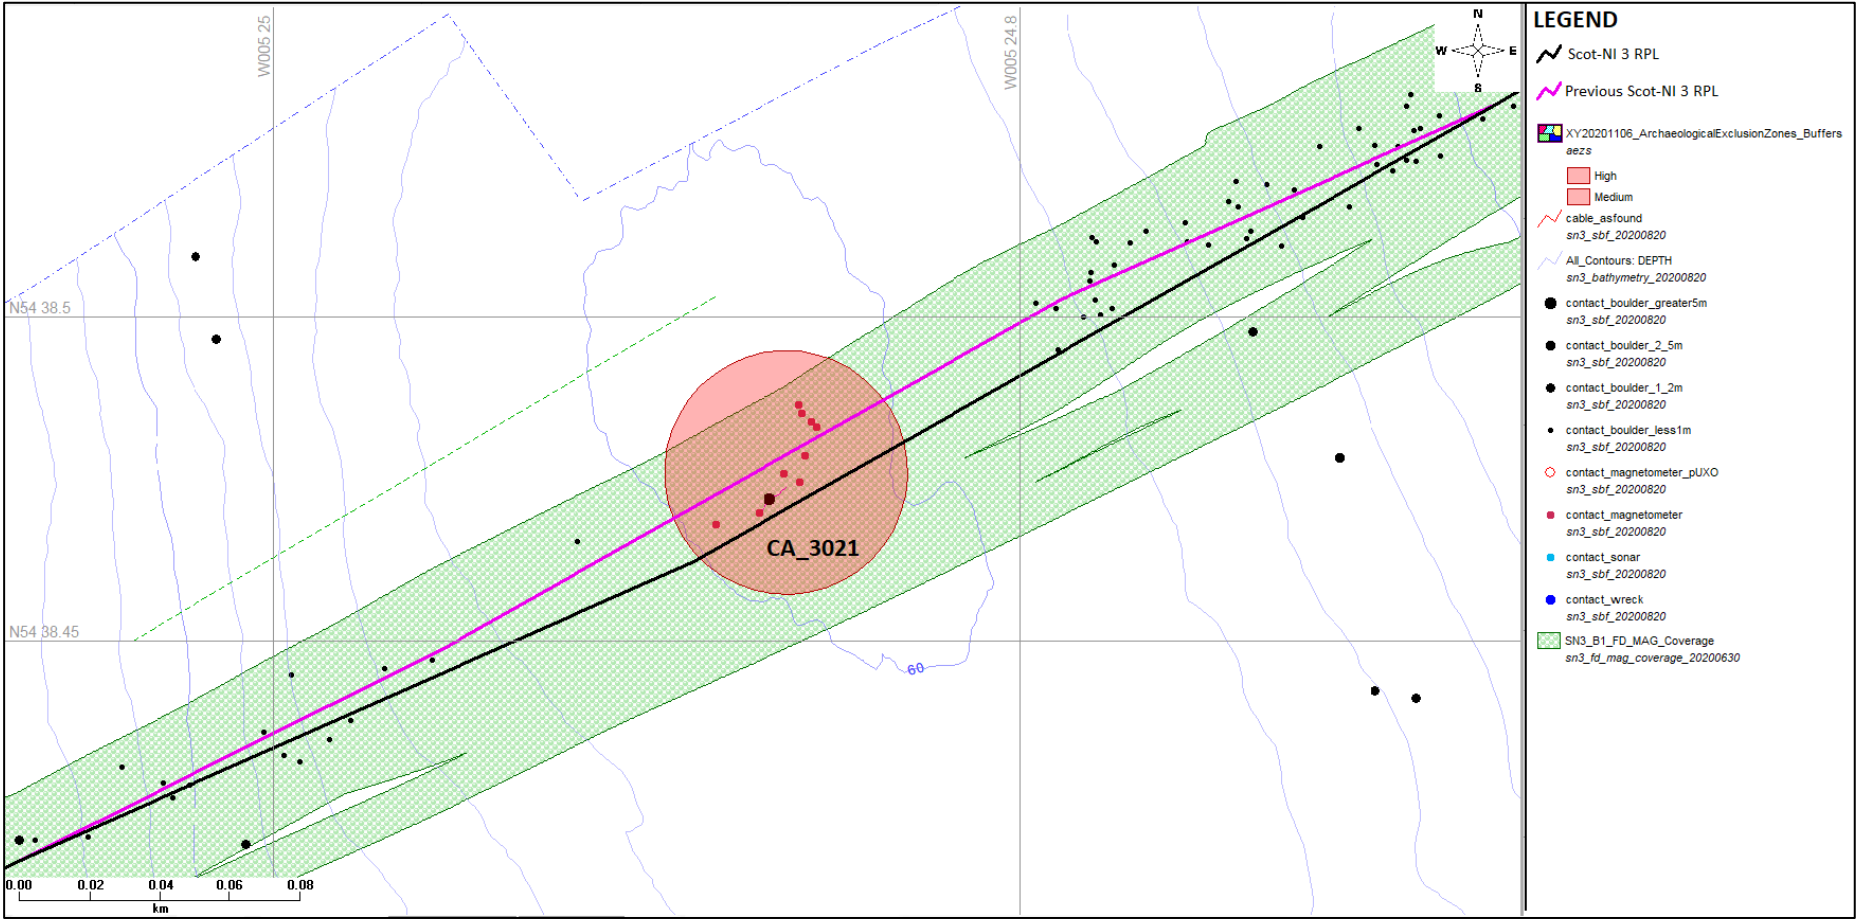 W005 25
W005 24.8
N
W E
S
N54 38.5
CA_3021
N54 38.45
60
0.00 0.02 0.04 0.06 0.08
km
LEGEND
Scot-NI 3 RPL
Previous Scot-NI 3 RPL
XY20201106_ArchaeologicalExclusionZones_Buffers
aezs
High
Medium
cable_asfound
sn3_sbf_20200820
All_Contours: DEPTH
sn3_bathymetry_20200820
contact_boulder_greater5m
sn3_sbf_20200820
contact_boulder_2_5m
sn3_sbf_20200820
contact_boulder_1_2m
sn3_sbf_20200820
contact_boulder_less1m
sn3_sbf_20200820
contact_magnetometer_pUXO
sn3_sbf_20200820
contact_magnetometer
sn3_sbf_20200820
contact_sonar
sn3_sbf_20200820
contact_wreck
sn3_sbf_20200820
SN3_B1_FD_MAG_Coverage
sn3_fd_mag_coverage_20200630